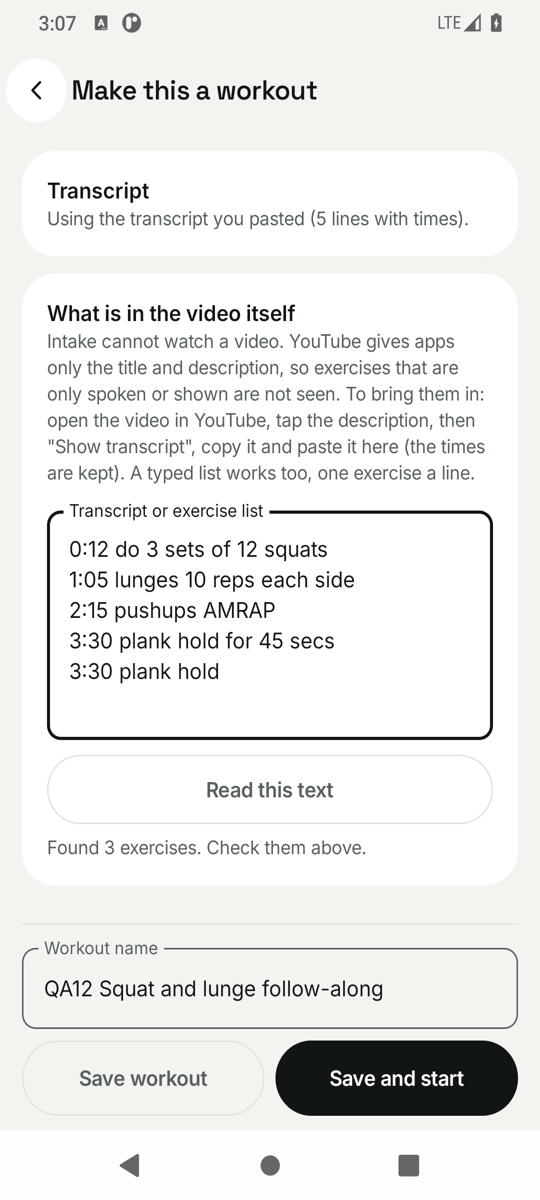 3:07
LTE
Make this a workout
Transcript
Using the transcript you pasted (5 lines with times).
What is in the video itself
Intake cannot watch a video. YouTube gives apps
only the title and description, so exercises that are
only spoken or shown are not seen. To bring them in:
open the video in YouTube, tap the description, then
"Show transcript", copy it and paste it here (the times
are kept). A typed list works too, one exercise a line.
Transcript or exercise list
0:12 do 3 sets of 12 squats
1:05 lunges 10 reps each side
2:15 pushups AMRAP
3:30 plank hold for 45 secs
3:30 plank hold
Read this text
Found 3 exercises. Check them above.
Workout name
QA12 Squat and lunge follow-along
Save workout
Save and start